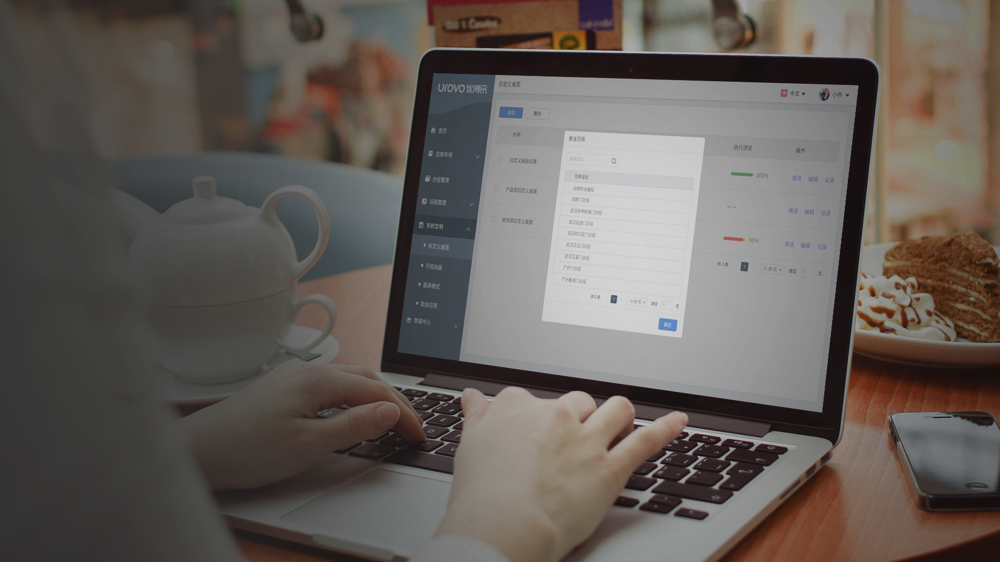 100 % C
urovo 优博讯
自定义桌面
中 中文
小乔
添加 删除
首页
应用市场
分组管理
远程管理
系统定制
自定义桌面
开机动画
霸屏模式
默启应用
数据中心
名称 执行进度 操作
自定义桌面设置 100% 推送 编辑 记录
产品部自定义桌面 -- 推送 编辑 记录
商务部自定义桌面 95% 推送 编辑 记录
共 2 条 1 10 条/页 跳至 1 页
推送范围
搜索组名
已推送组
张婷的设备组
成都门店组
武汉软件新城门店组
武汉武昌门店组
武汉硚口区门店组
武汉汉口门店组
武汉江夏门店组
广州门店组
广州番禺门店组
共 2 条 1 10 条/页 跳至 1 页
确定
E
D
X C V